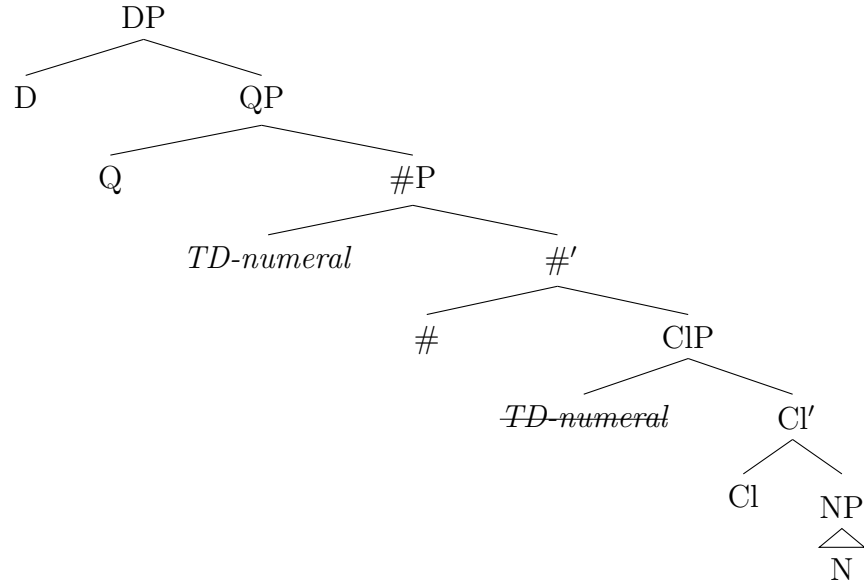 DP
D QP
Q #P
TD-numeral #′
# ClP
TD-numeral Cl′
Cl NP
N